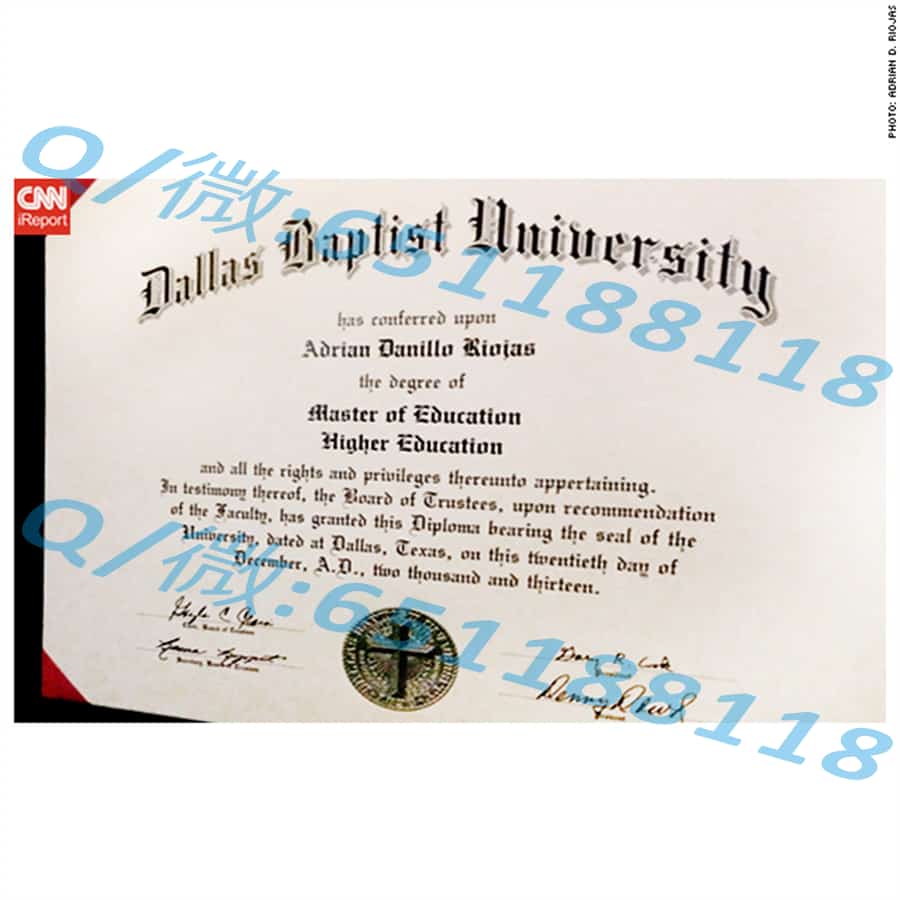 PHOTO: ADRIAN D. RIOJAS
Q/微:651188118
CNN
iReport
Dallas Baptist University
has conferred upon
Adrian Danillo Riojas
the degree of
Master of Education
Higher Education
and all the rights and privileges thereunto appertaining.
In testimony thereof, the Board of Trustees, upon recommendation
of the Faculty, has granted this Diploma bearing the seal of the
University, dated at Dallas, Texas, on this twentieth day of
December, A.D., two thousand and thirteen.
Q/微:651188118